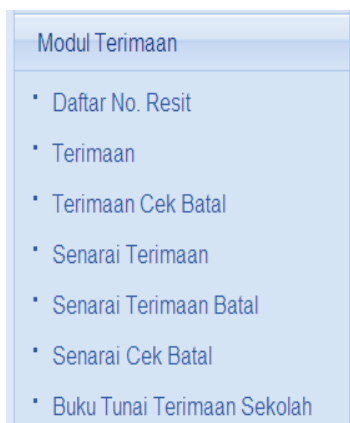 Modul Terimaan
Daftar No. Resit
Terimaan
Terimaan Cek Batal
Senarai Terimaan
Senarai Terimaan Batal
Senarai Cek Batal
Buku Tunai Terimaan Sekolah